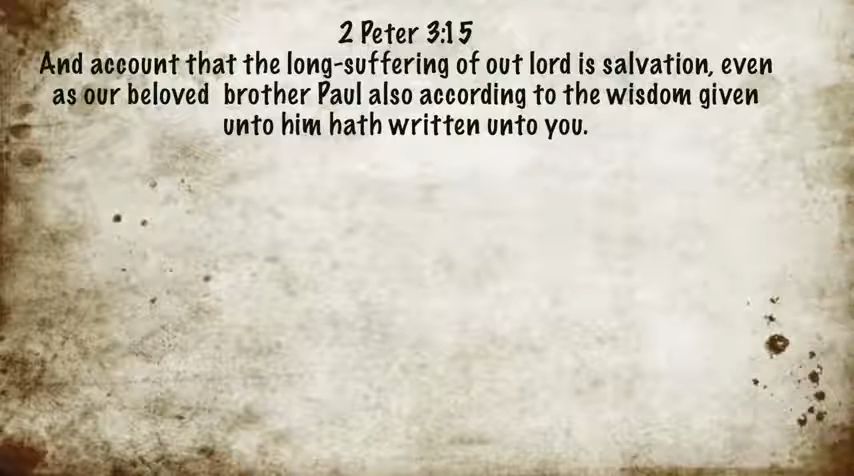 2 Peter 3:15
And account that the long-suffering of out lord is salvation, even
as our beloved  brother Paul also according to the wisdom given
unto him hath written unto you.